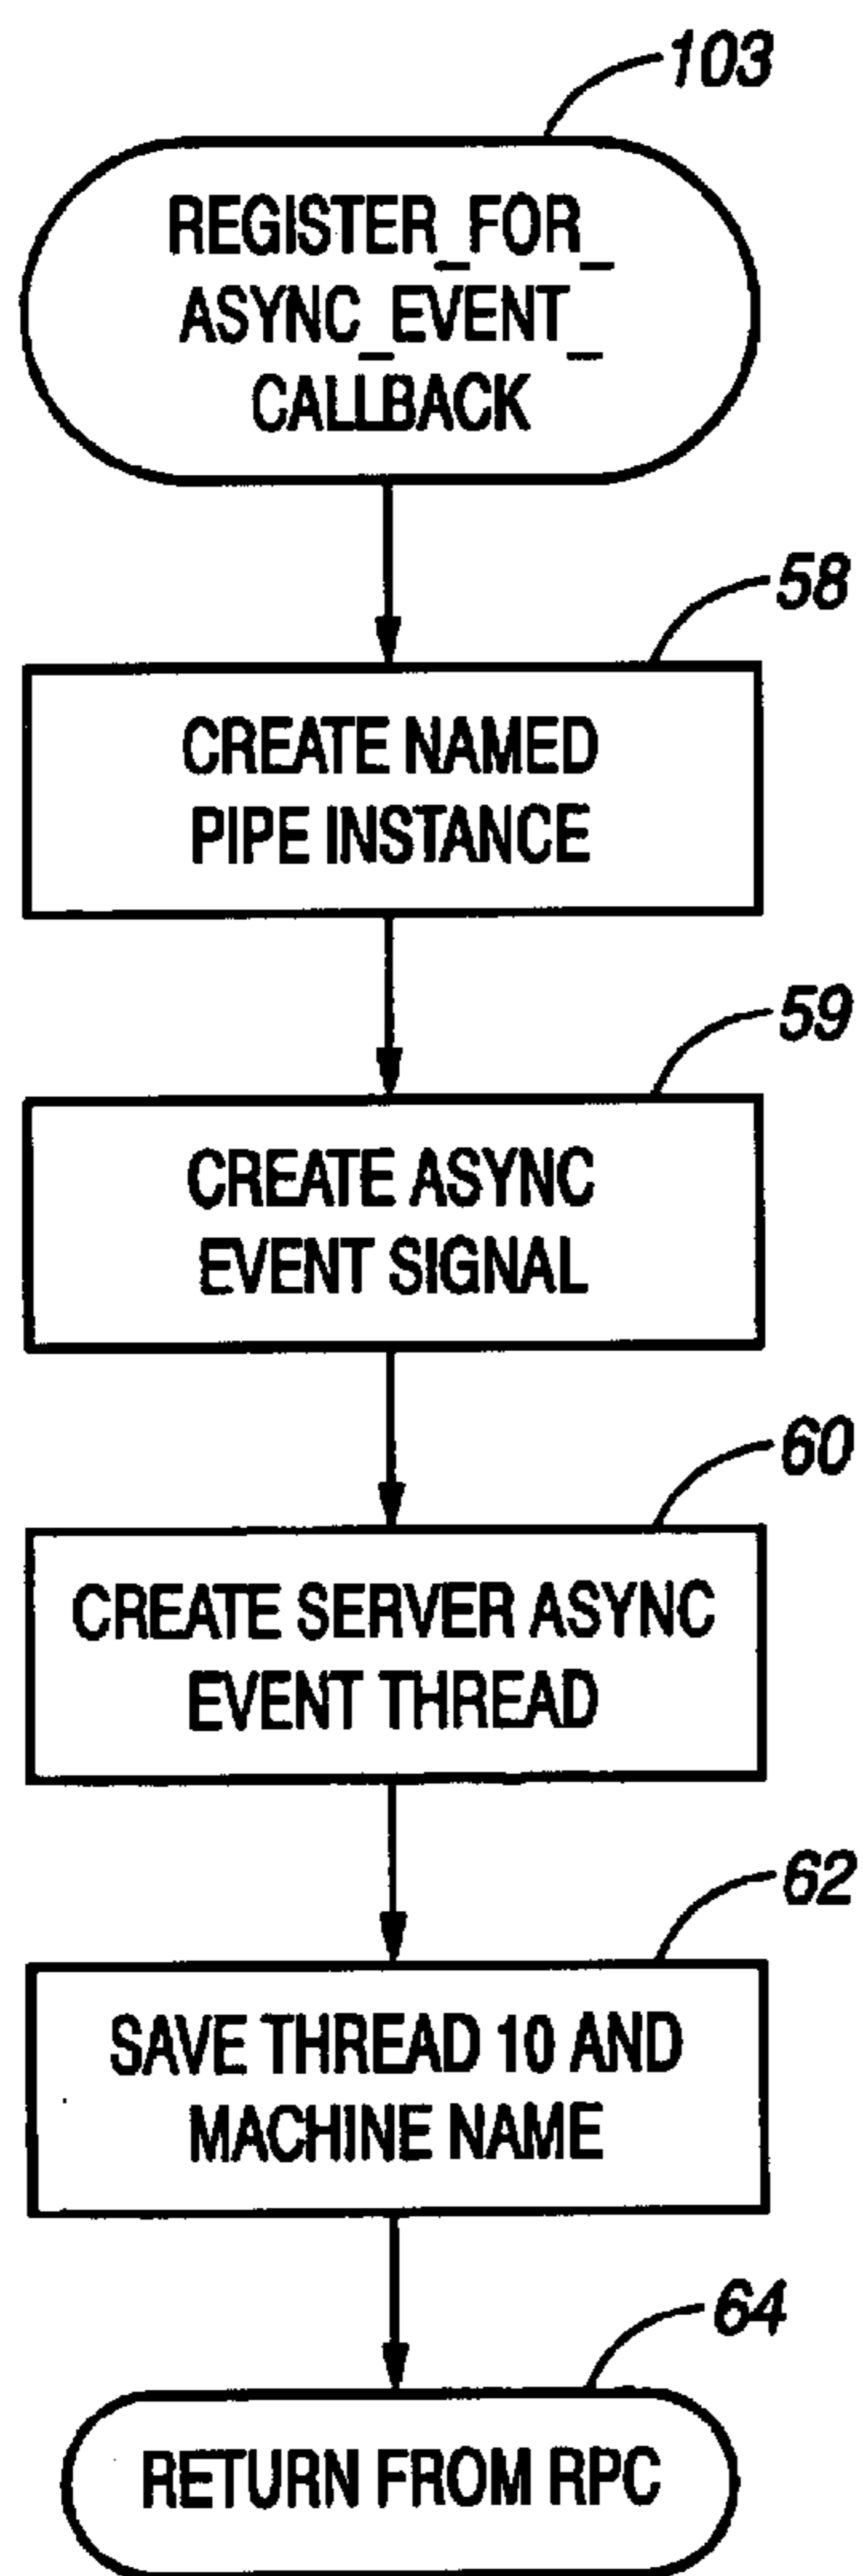 103
REGISTER_FOR_
ASYNC_EVENT_
CALLBACK
58
CREATE NAMED
PIPE INSTANCE
59
CREATE ASYNC
EVENT SIGNAL
60
CREATE SERVER ASYNC
EVENT THREAD
62
SAVE THREAD 10 AND
MACHINE NAME
64
RETURN FROM RPC